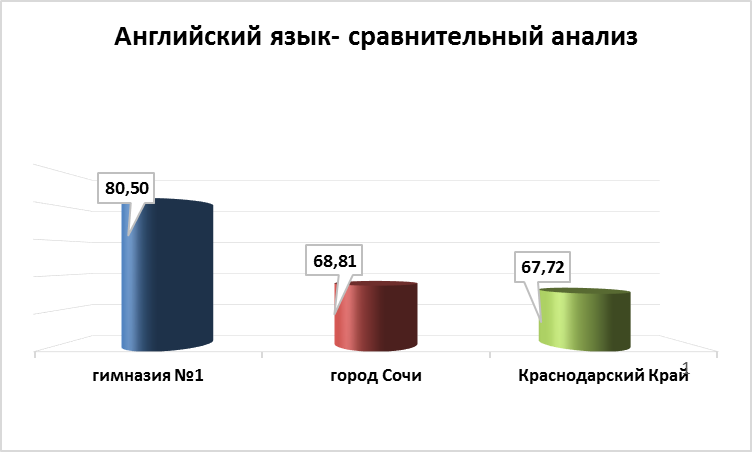 Английский язык- сравнительный анализ
80,50
68,81
67,72
гимназия №1
город Сочи
Краснодарский Край
1